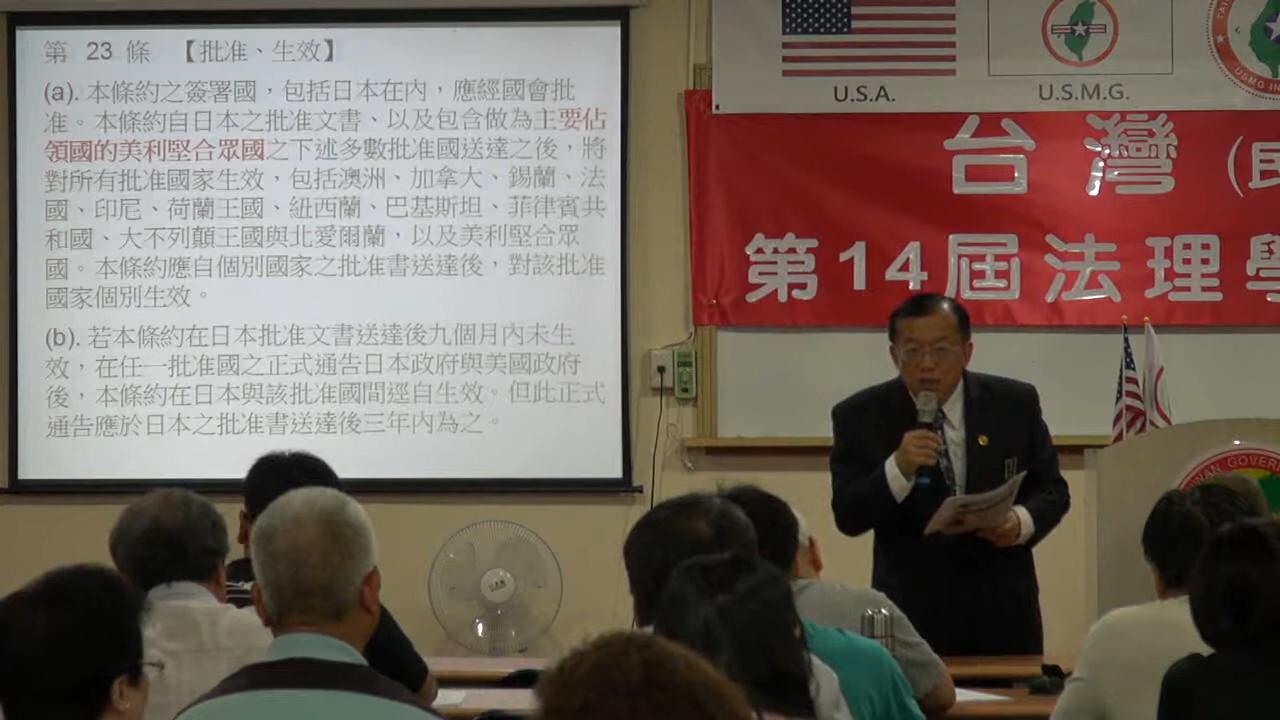 第 23 條 【批准、生效】
(a). 本條約之簽署國，包括日本在內，應經國會批
准。本條約自日本之批准文書、以及包含做為主要佔
領國的美利堅合眾國之下述多數批准國送達之後，將
對所有批准國家生效，包括澳洲、加拿大、錫蘭、法
國、印尼、荷蘭王國、紐西蘭、巴基斯坦、菲律賓共
和國、大不列顛王國與北愛爾蘭，以及美利堅合眾
國。本條約應自個別國家之批准書送達後，對該批准
國家個別生效。
(b). 若本條約在日本批准文書送達後九個月內未生
效，在任一批准國之正式通告日本政府與美國政府
後，本條約在日本與該批准國間逕自生效。但此正式
通告應於日本之批准書送達後三年內為之。
U.S.A.
U.S.M.G.
USMG IN
台灣(民
第14屆法理學
WAN GOVER